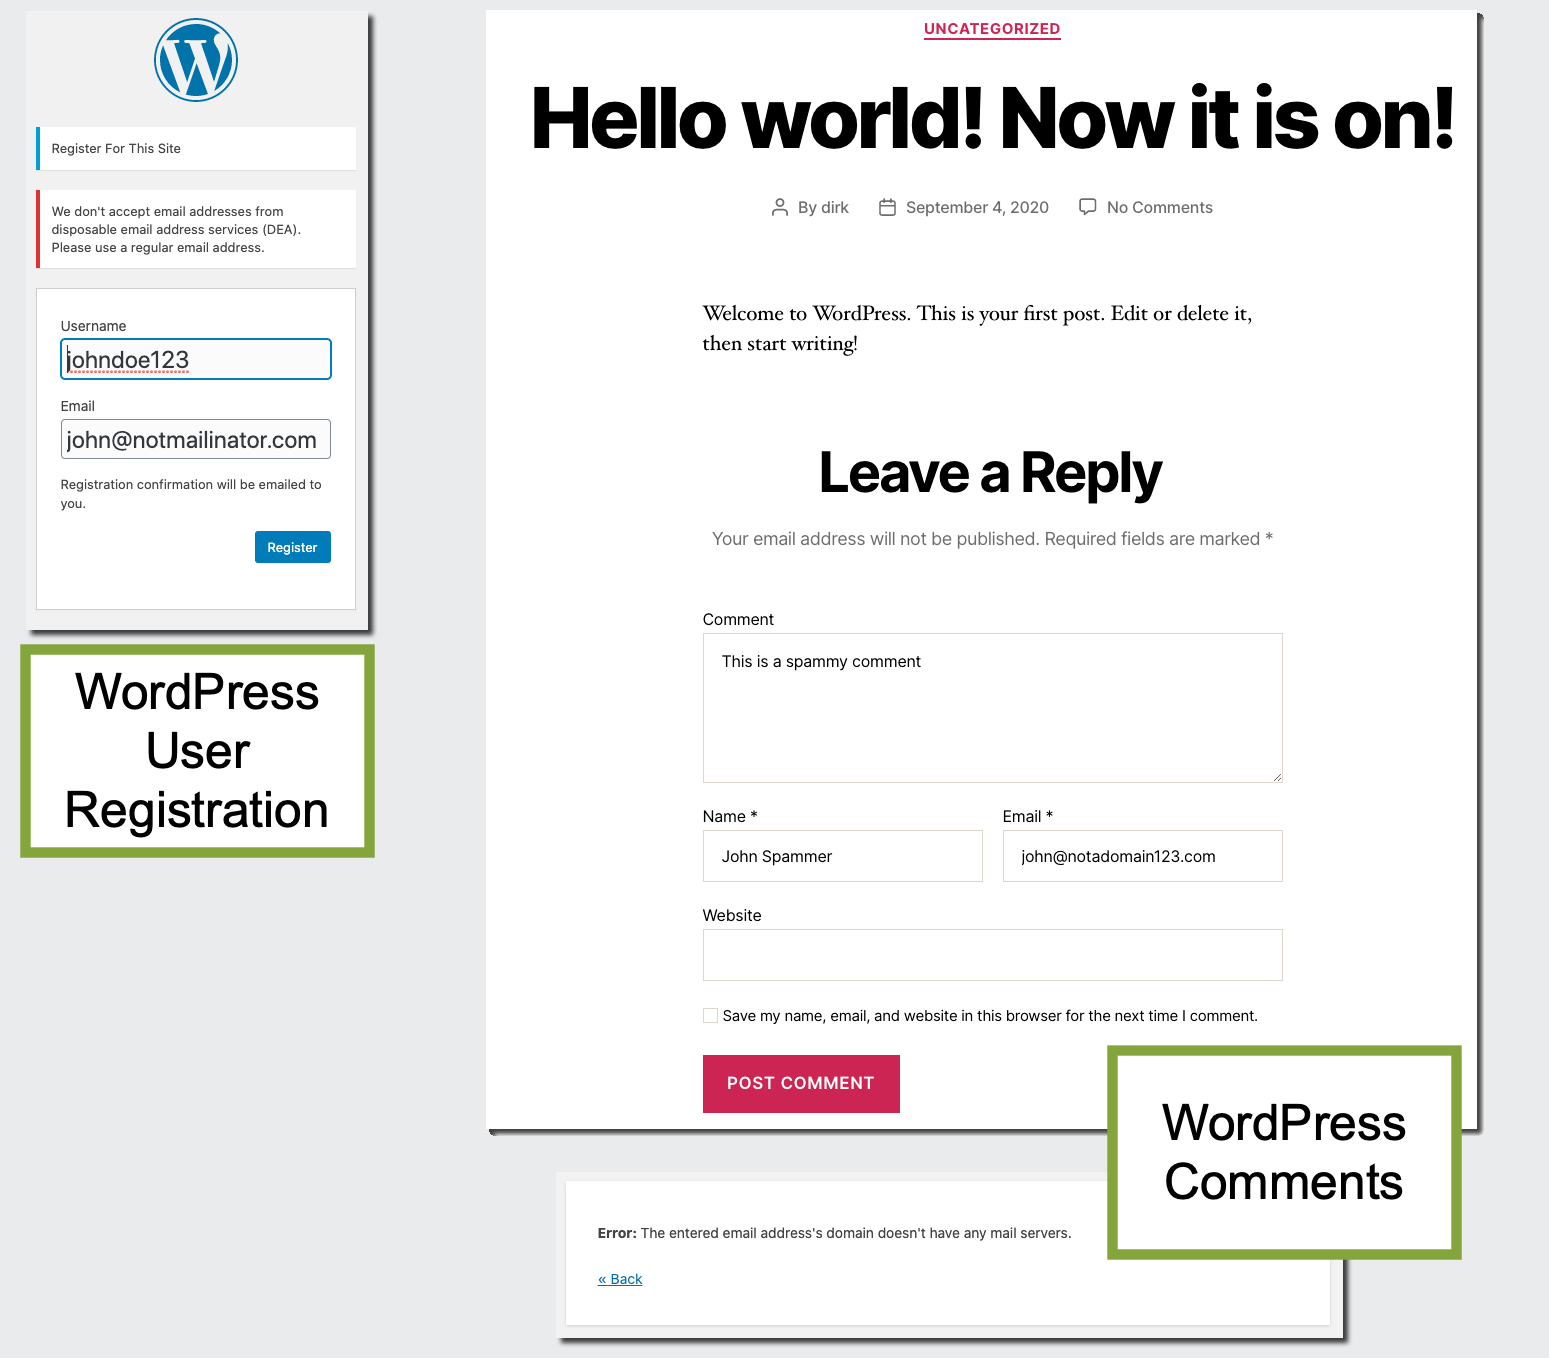 Register For This Site
We don't accept email addresses from
disposable email address services (DEA).
Please use a regular email address.
Username
johndoe123
Email
john@notmailinator.com
Registration confirmation will be emailed to
you.
Register
WordPress
User
Registration
UNCATEGORIZED
Hello world! Now it is on!
By dirk September 4, 2020 No Comments
Welcome to WordPress. This is your first post. Edit or delete it,
then start writing!
Leave a Reply
Your email address will not be published. Required fields are marked *
Comment
This is a spammy comment
Name * Email *
John Spammer john@notadomain123.com
Website
Save my name, email, and website in this browser for the next time I comment.
POST COMMENT
WordPress
Comments
Error: The entered email address's domain doesn't have any mail servers.
« Back